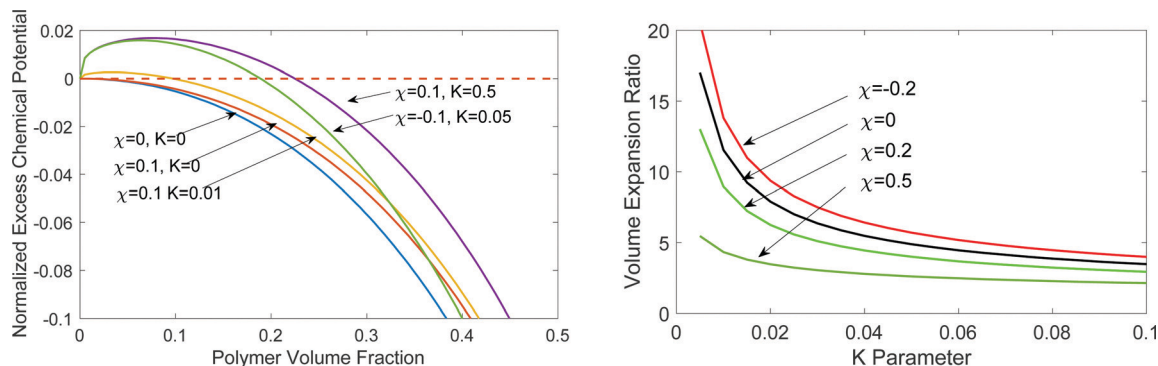 Normalized Excess Chemical Potential
0.02
0
-0.02
-0.04
-0.06
-0.08
-0.1
χ=0.1, K=0.5
χ=-0.1, K=0.05
χ=0, K=0
χ=0.1, K=0
χ=0.1 K=0.01
0
0.1
0.2
0.3
0.4
0.5
Polymer Volume Fraction
Volume Expansion Ratio
20
15
10
5
0
χ=-0.2
χ=0
χ=0.2
χ=0.5
0
0.02
0.04
0.06
0.08
0.1
K Parameter